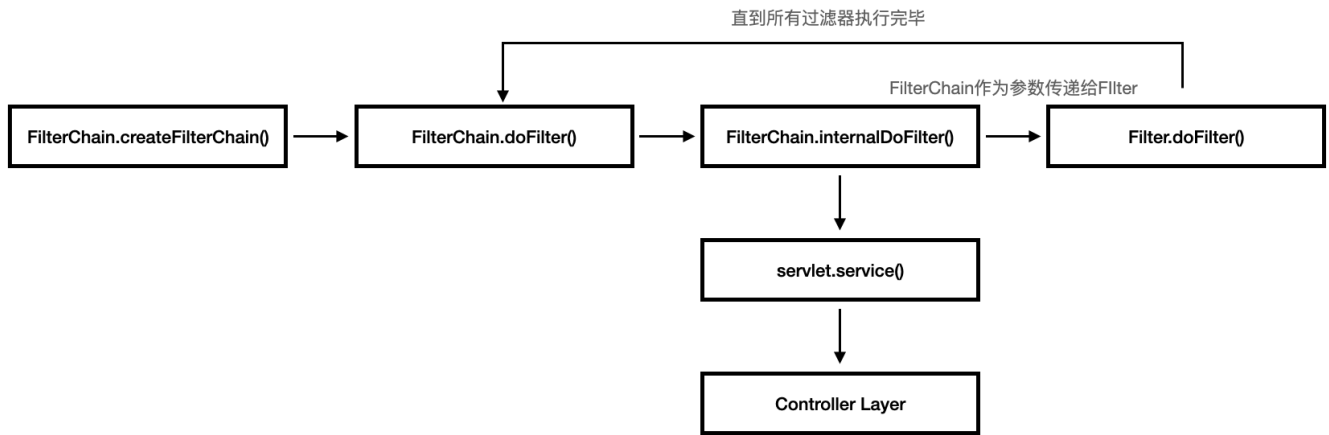 直到所有过滤器执行完毕
FilterChain作为参数传递给FIlter
FilterChain.createFilterChain()
FilterChain.doFilter()
FilterChain.internalDoFilter()
Filter.doFilter()
servlet.service()
Controller Layer